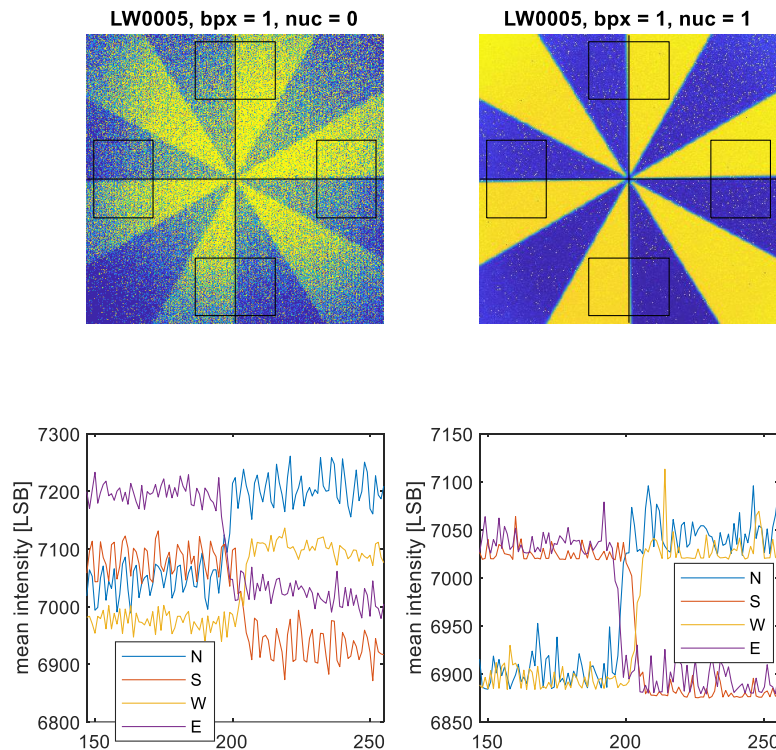 LW0005, bpx = 1, nuc = 0
LW0005, bpx = 1, nuc = 1
7300
7200
7100
7000
6900
6800
mean intensity [LSB]
150
200
250
N
S
W
E
7150
7100
7050
7000
6950
6900
6850
mean intensity [LSB]
150
200
250
N
S
W
E